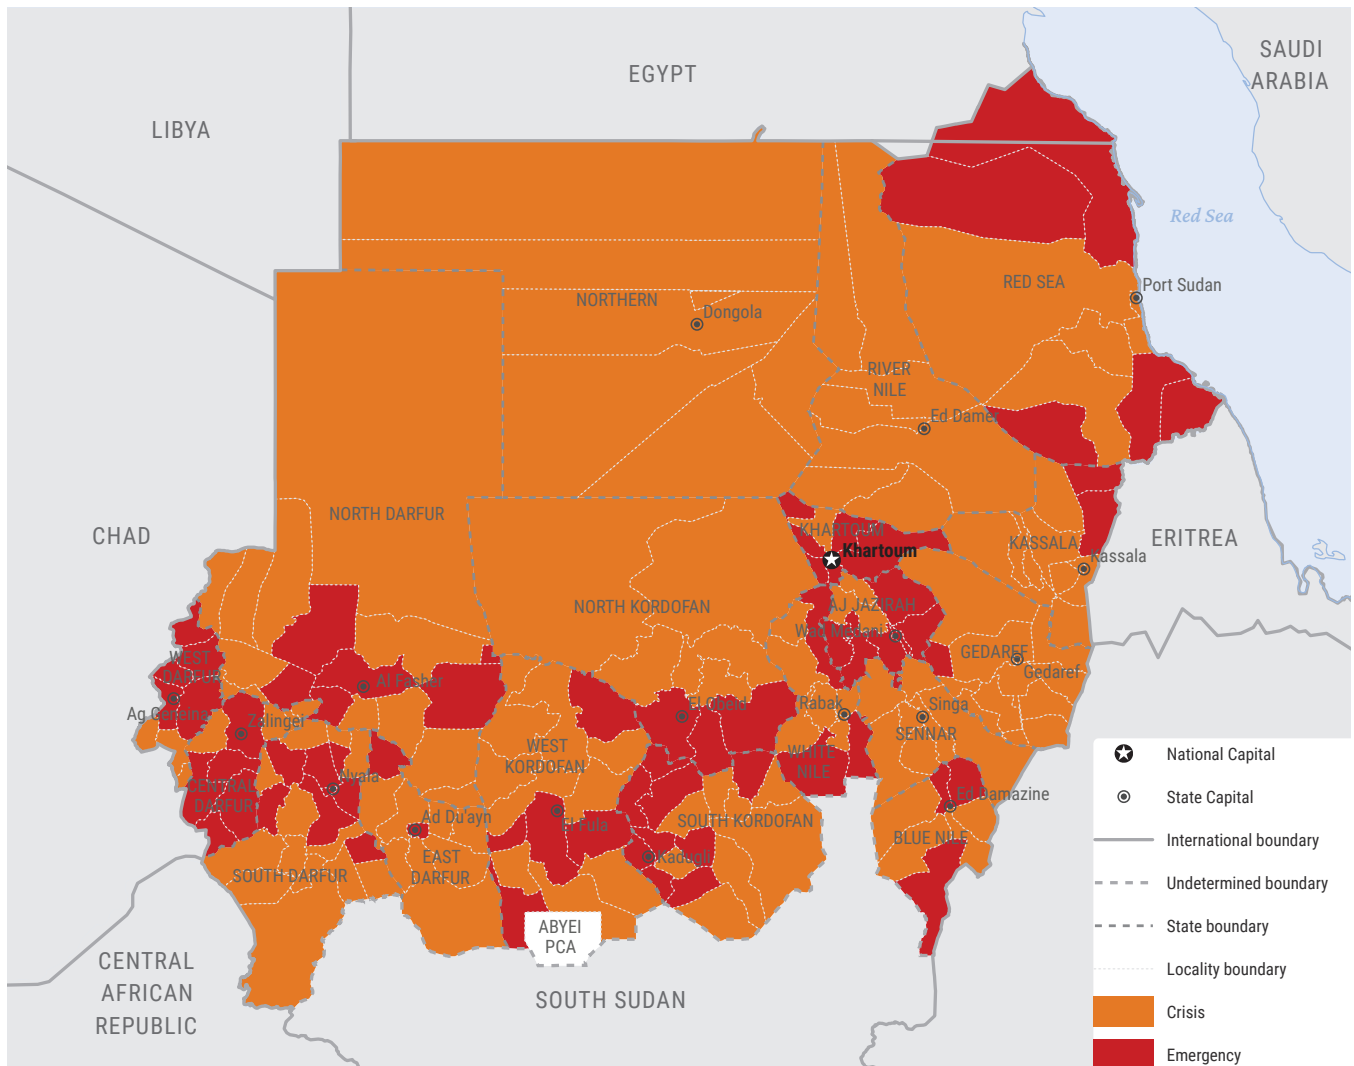 SAUDI
ARABIA
EGYPT
LIBYA
Red Sea
RED SEA
Port Sudan
NORTHERN
Dongola
RIVER
NILE
Ed Damer
NORTH DARFUR
CHAD
KHARTOUM
Khartoum
KASSALA
Kassala
ERITREA
NORTH KORDOFAN
AJ JAZIRAH
Wad Medani
GEDAREF
Gedaref
WEST
DARFUR
Al Fasher
Ag Geneina
Zalingei
El Obeid
Rabak
Singa
SENNAR
WEST
KORDOFAN
WHITE
NILE
Nyala
CENTRAL
DARFUR
Ed Damazine
Ad Du'ayn
El Fula
SOUTH KORDOFAN
BLUE NILE
EAST
DARFUR
Kadugli
SOUTH DARFUR
ABYEI
PCA
CENTRAL
AFRICAN
REPUBLIC
SOUTH SUDAN
National Capital
State Capital
International boundary
Undetermined boundary
State boundary
Locality boundary
Crisis
Emergency